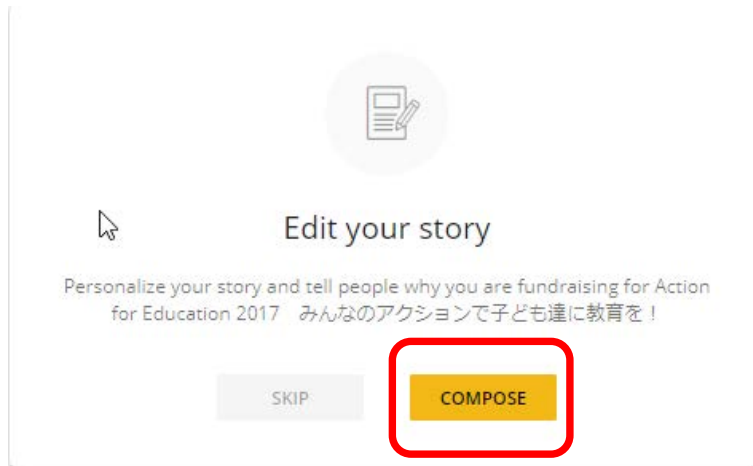 Edit your story
Personalize your story and tell people why you are fundraising for Action
for Education 2017　みんなのアクションで子ども達に教育を！
SKIP
COMPOSE